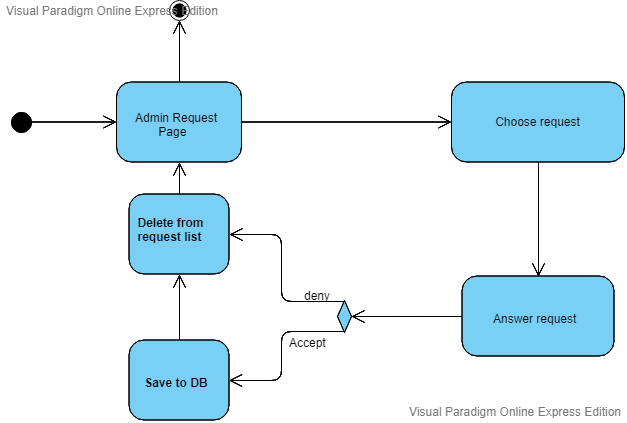 Visual Paradigm Online Express Edition
Admin Request
Page
Choose request
Delete from
request list
deny
Answer request
Accept
Save to DB
Visual Paradigm Online Express Edition